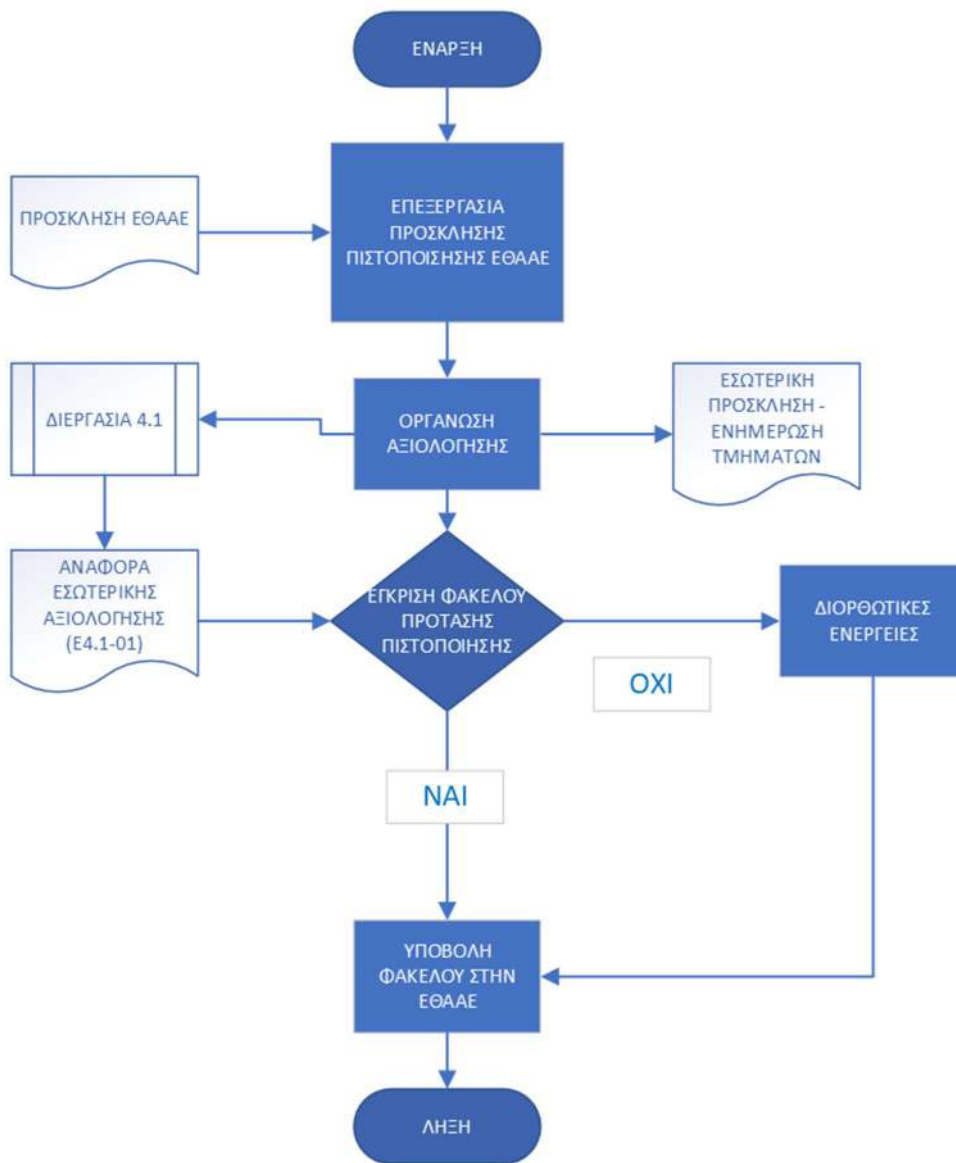 ΕΝΑΡΞΗ
ΠΡΟΣΚΛΗΣΗ ΕΘΑΑΕ
ΕΠΕΞΕΡΓΑΣΙΑ
ΠΡΟΣΚΛΗΣΗΣ
ΠΙΣΤΟΠΟΙΣΗΣΗΣ ΕΘΑΑΕ
ΔΙΕΡΓΑΣΙΑ 4.1
ΟΡΓΑΝΩΣΗ
ΑΞΙΟΛΟΓΗΣΗΣ
ΕΣΩΤΕΡΙΚΗ
ΠΡΟΣΚΛΗΣΗ -
ΕΝΗΜΕΡΩΣΗ
ΤΜΗΜΑΤΩΝ
ΑΝΑΦΟΡΑ
ΕΣΩΤΕΡΙΚΗΣ
ΑΞΙΟΛΟΓΗΣΗΣ
(Ε4.1-01)
ΕΓΚΡΙΣΗ ΦΑΚΕΛΟΥ
ΠΡΟΤΑΣΗΣ
ΠΙΣΤΟΠΟΙΗΣΗΣ
ΔΙΟΡΘΩΤΙΚΕΣ
ΕΝΕΡΓΕΙΕΣ
ΟΧΙ
ΝΑΙ
ΥΠΟΒΟΛΗ
ΦΑΚΕΛΟΥ ΣΤΗΝ
ΕΘΑΑΕ
ΛΗΞΗ